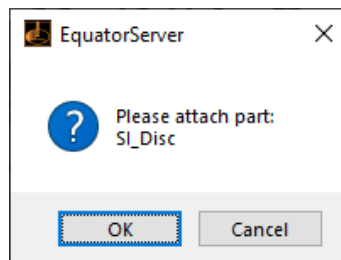 EquatorServer
Please attach part:
SI_Disc
OK
Cancel